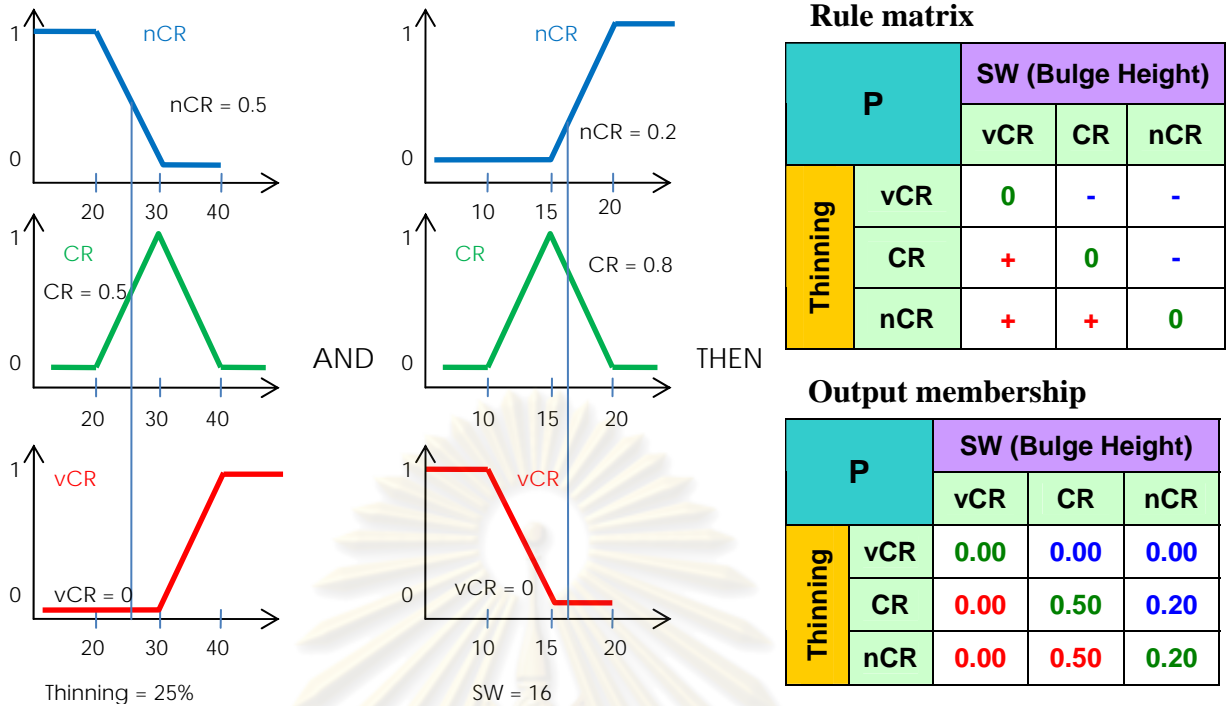 1
nCR
nCR = 0.5
0
20 30 40
1
CR
CR = 0.5
0
20 30 40
1
vCR
vCR = 0
0
20 30 40
Thinning = 25%
AND
1
nCR
nCR = 0.2
0
10 15 20
1
CR
CR = 0.8
0
10 15 20
1
vCR
vCR = 0
0
10 15 20
SW = 16
THEN
Rule matrix
P SW (Bulge Height)
vCR CR nCR
Thinning
vCR 0 - -
CR + 0 -
nCR + + 0
Output membership
P SW (Bulge Height)
vCR CR nCR
Thinning
vCR 0.00 0.00 0.00
CR 0.00 0.50 0.20
nCR 0.00 0.50 0.20